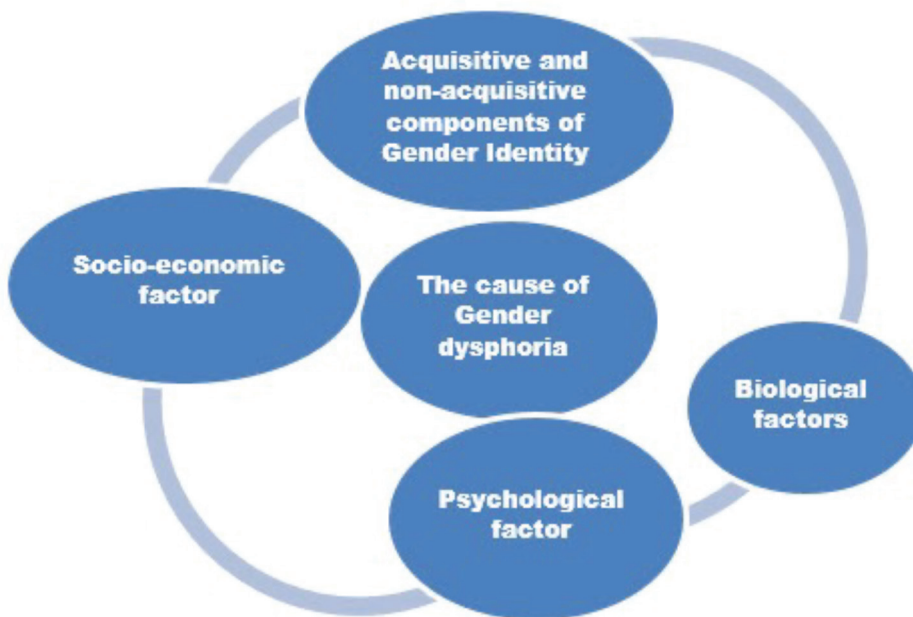 Acquisitive and
non-acquisitive
components of
Gender Identity
Socio-economic
factor
The cause of
Gender
dysphoria
Biological
factors
Psychological
factor